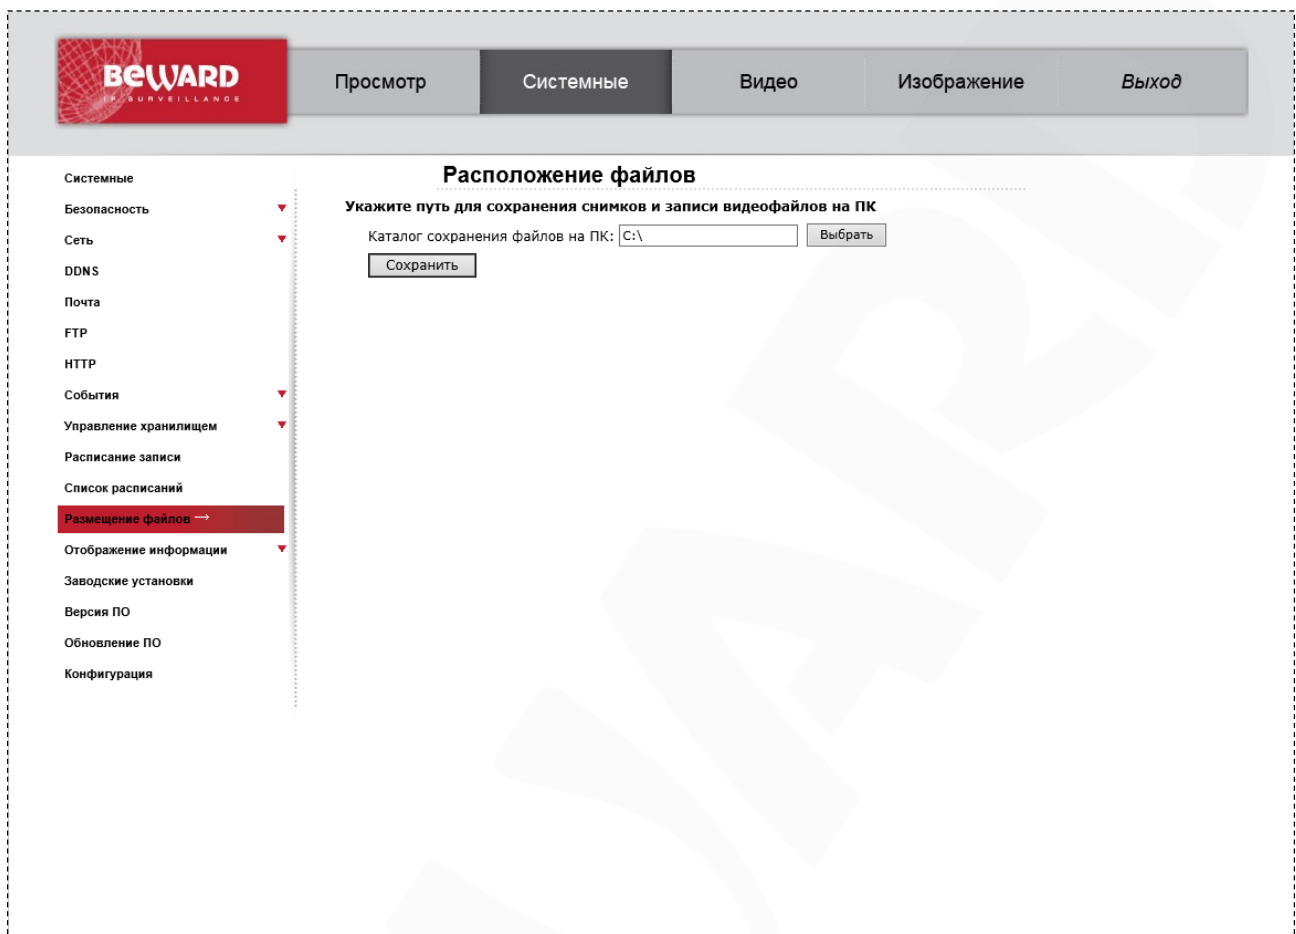 BEWARD
IP SURVEILLANCE
Просмотр
Системные
Видео
Изображение
Выход
Системные
Безопасность
Сеть
DDNS
Почта
FTP
HTTP
События
Управление хранилищем
Расписание записи
Список расписаний
Размещение файлов →
Отображение информации
Заводские установки
Версия ПО
Обновление ПО
Конфигурация
Расположение файлов
Укажите путь для сохранения снимков и записи видеофайлов на ПК
Каталог сохранения файлов на ПК: C:\ Выбрать
Сохранить